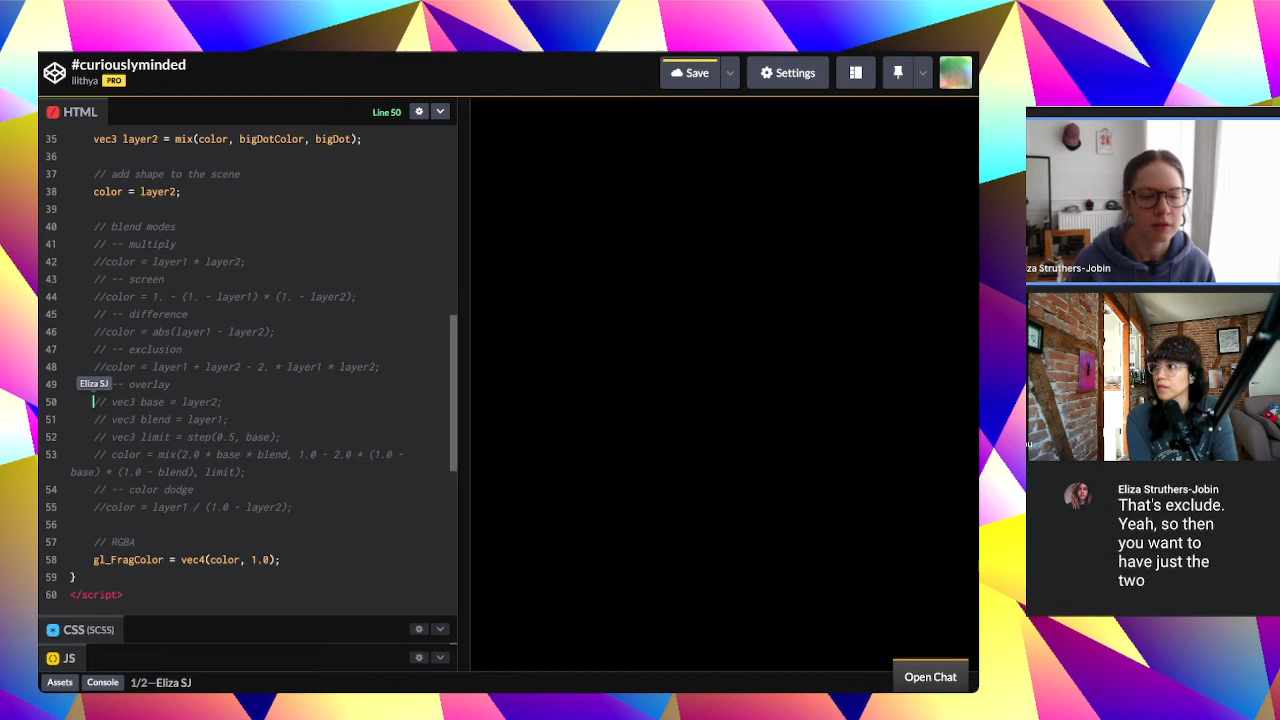 #curiouslyminded
ilithya PRO
Save
Settings
HTML
Line 50
35 vec3 layer2 = mix(color, bigDotColor, bigDot);
36
37 // add shape to the scene
38 color = layer2;
39
40 // blend modes
41 // -- multiply
42 //color = layer1 * layer2;
43 // -- screen
44 //color = 1. - (1. - layer1) * (1. - layer2);
45 // -- difference
46 //color = abs(layer1 - layer2);
47 // -- exclusion
48 //color = layer1 + layer2 - 2. * layer1 * layer2;
49 -- overlay
Eliza SJ
50 // vec3 base = layer2;
51 // vec3 blend = layer1;
52 // vec3 limit = step(0.5, base);
53 // color = mix(2.0 * base * blend, 1.0 - 2.0 * (1.0 -
base) * (1.0 - blend), limit);
54 // -- color dodge
55 //color = layer1 / (1.0 - layer2);
56
57 // RGBA
58 gl_FragColor = vec4(color, 1.0);
59 }
60 </script>
CSS (SCSS)
JS
Assets
Console
1/2—Eliza SJ
Open Chat
24
za Struthers-Jobin
Eliza Struthers-Jobin
That's exclude.
Yeah, so then
you want to
have just the
two